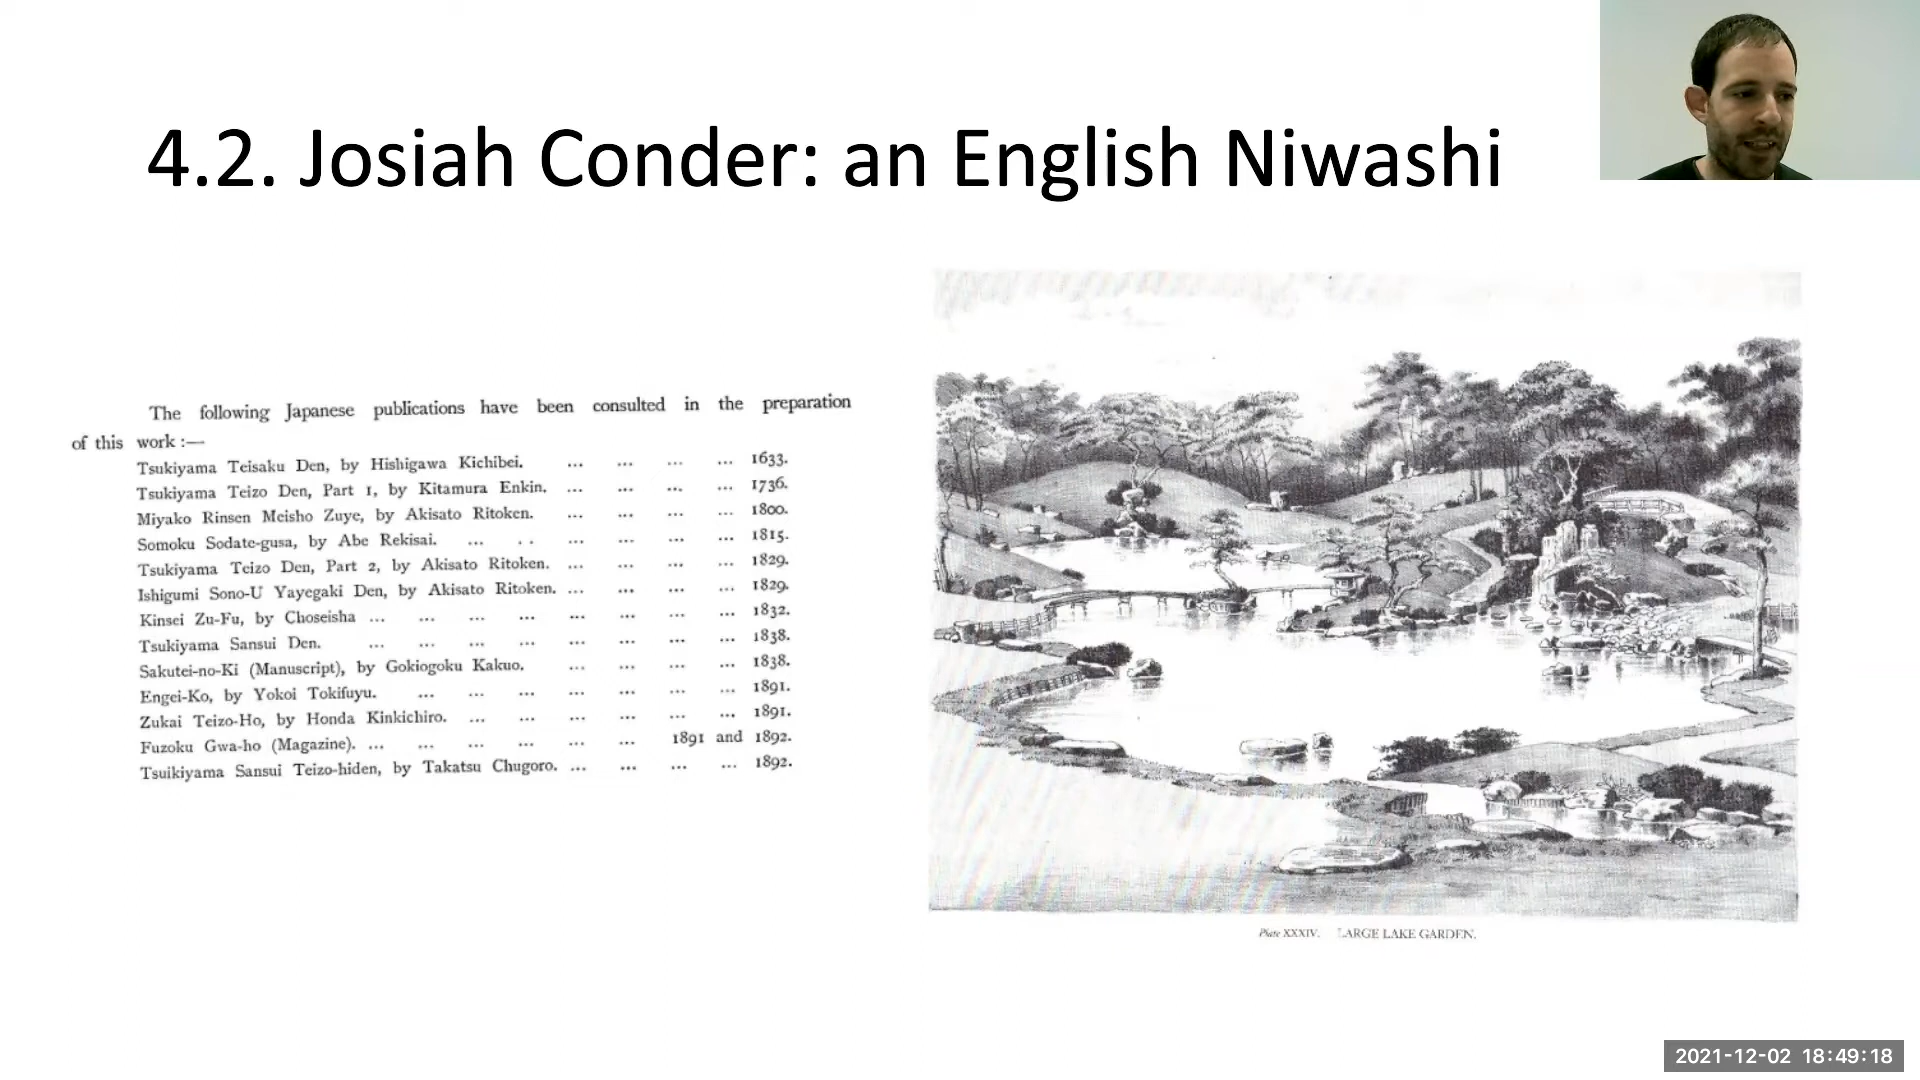 4.2. Josiah Conder: an English Niwashi
The following Japanese publications have been consulted in the preparation
of this work :—
Tsukiyama Teisaku Den, by Hishigawa Kichibei. ... ... ... ... 1633.
Tsukiyama Teizo Den, Part 1, by Kitamura Enkin. ... ... ... ... 1736.
Miyako Rinsen Meisho Zuye, by Akisato Ritoken. ... ... ... ... 1800.
Somoku Sodate-gusa, by Abe Rekisai. ... .. ... ... ... ... 1815.
Tsukiyama Teizo Den, Part 2, by Akisato Ritoken. ... ... ... ... 1829.
Ishigumi Sono-U Yayegaki Den, by Akisato Ritoken. ... ... ... ... 1829.
Kinsei Zu-Fu, by Choseisha ... ... ... ... ... ... ... ... 1832.
Tsukiyama Sansui Den. ... ... ... ... ... ... ... ... 1838.
Sakutei-no-Ki (Manuscript), by Gokiogoku Kakuo. ... ... ... ... 1838.
Engei-Ko, by Yokoi Tokifuyu. ... ... ... ... ... ... ... 1891.
Zukai Teizo-Ho, by Honda Kinkichiro. ... ... ... ... ... ... 1891.
Fuzoku Gwa-ho (Magazine). ... ... ... ... ... ... 1891 and 1892.
Tsuikiyama Sansui Teizo-hiden, by Takatsu Chugoro. ... ... ... ... 1892.
Plate XXXIV. LARGE LAKE GARDEN.
2021-12-02 18:49:18